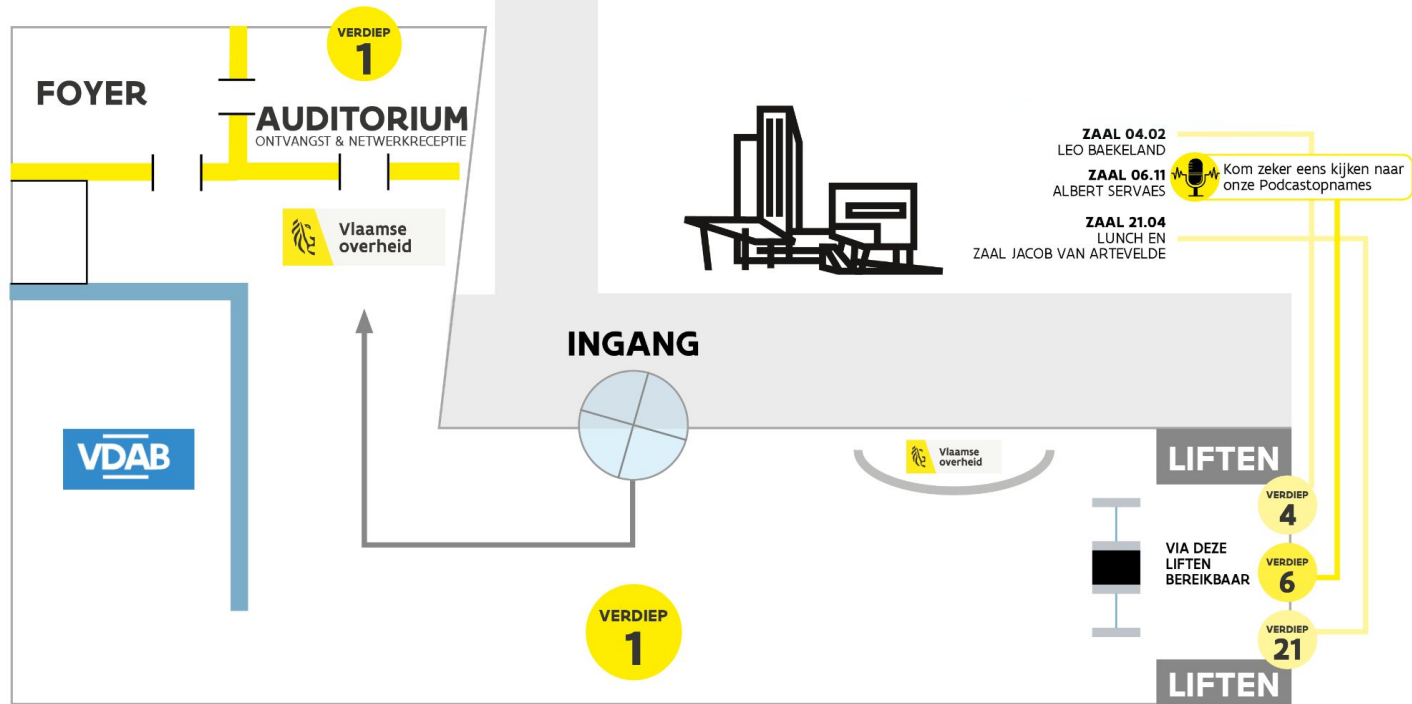 VERDIEP
1
FOYER
AUDITORIUM
ONTVANGST & NETWERKRECEPTIE
Vlaamse
overheid
ZAAL 04.02
LEO BAEKELAND
ZAAL 06.11
ALBERT SERVAES
Kom zeker eens kijken naar
onze Podcastopnames
ZAAL 21.04
LUNCH EN
ZAAL JACOB VAN ARTEVELDE
INGANG
VDAB
Vlaamse
overheid
LIFTEN
VERDIEP
4
VIA DEZE
LIFTEN
BEREIKBAAR
VERDIEP
6
VERDIEP
1
VERDIEP
21
LIFTEN